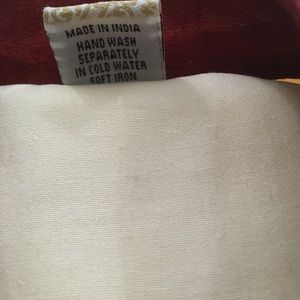 MADE IN INDIA
HAND WASH
SEPARATELY
IN COLD WATER
SOFT IRON